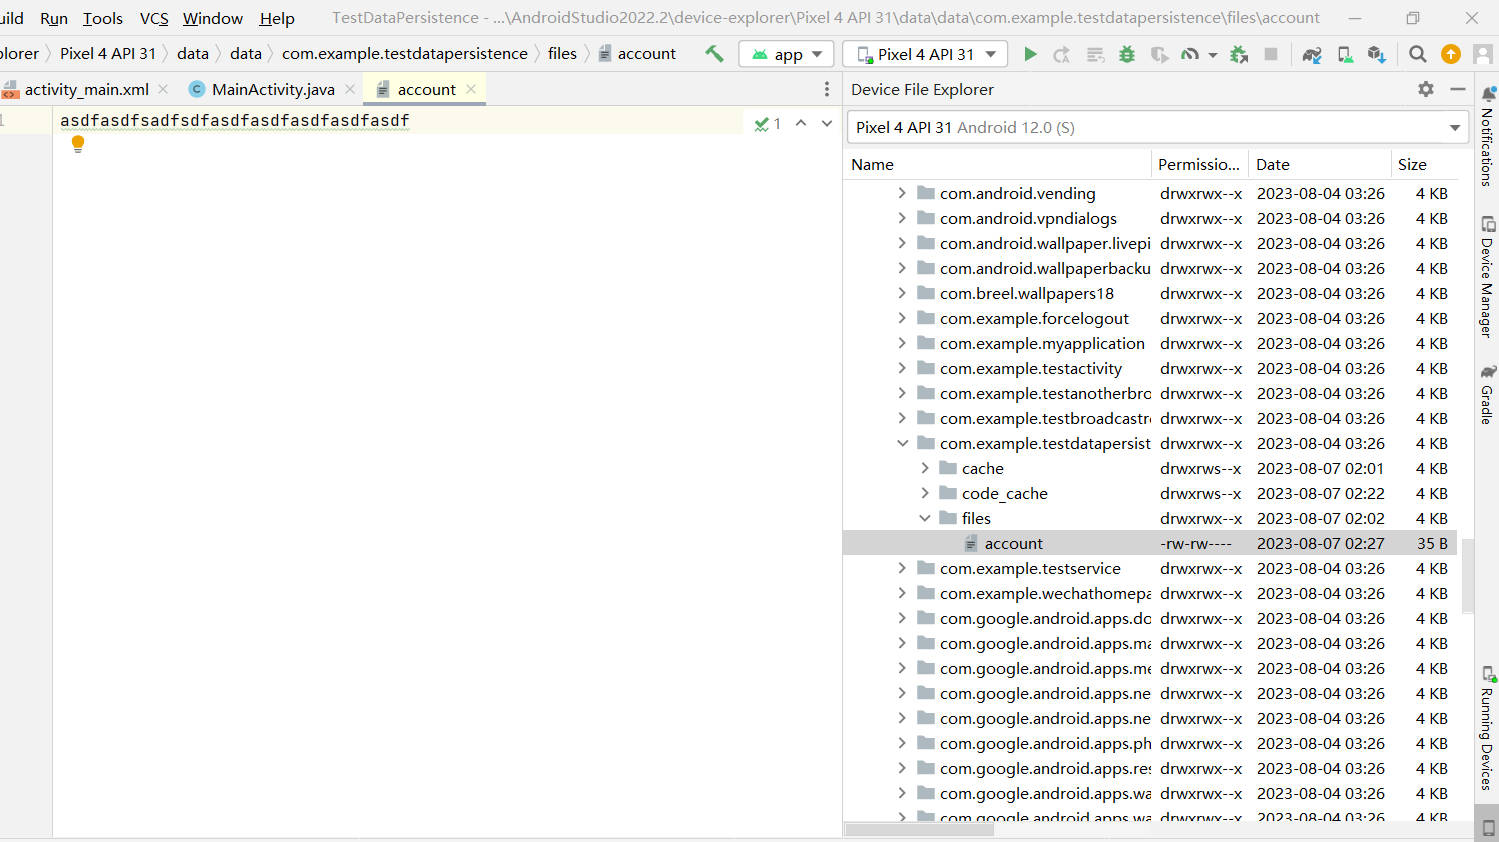 uild Run Tools VCS Window Help TestDataPersistence - ...\AndroidStudio2022.2\device-explorer\Pixel 4 API 31\data\data\com.example.testdatapersistence\files\account
plorer Pixel 4 API 31 data data com.example.testdatapersistence files account app Pixel 4 API 31
activity_main.xml MainActivity.java account
Device File Explorer
1 asdfasdfsadfsdfasdfasdfasdfasdfasdf 1
Pixel 4 API 31 Android 12.0 (S)
Name Permissio... Date Size
com.android.vending drwxrwx--x 2023-08-04 03:26 4 KB
com.android.vpndialogs drwxrwx--x 2023-08-04 03:26 4 KB
com.android.wallpaper.livepi drwxrwx--x 2023-08-04 03:26 4 KB
com.android.wallpaperbacku drwxrwx--x 2023-08-04 03:26 4 KB
com.breel.wallpapers18 drwxrwx--x 2023-08-04 03:26 4 KB
com.example.forcelogout drwxrwx--x 2023-08-04 03:26 4 KB
com.example.myapplication drwxrwx--x 2023-08-04 03:26 4 KB
com.example.testactivity drwxrwx--x 2023-08-04 03:26 4 KB
com.example.testanotherbro drwxrwx--x 2023-08-04 03:26 4 KB
com.example.testbroadcastre drwxrwx--x 2023-08-04 03:26 4 KB
com.example.testdatapersist drwxrwx--x 2023-08-04 03:26 4 KB
cache drwxrws--x 2023-08-07 02:01 4 KB
code_cache drwxrws--x 2023-08-07 02:22 4 KB
files drwxrwx--x 2023-08-07 02:02 4 KB
account -rw-rw---- 2023-08-07 02:27 35 B
com.example.testservice drwxrwx--x 2023-08-04 03:26 4 KB
com.example.wechathomepa drwxrwx--x 2023-08-04 03:26 4 KB
com.google.android.apps.do drwxrwx--x 2023-08-04 03:26 4 KB
com.google.android.apps.ma drwxrwx--x 2023-08-04 03:26 4 KB
com.google.android.apps.me drwxrwx--x 2023-08-04 03:26 4 KB
com.google.android.apps.ne drwxrwx--x 2023-08-04 03:26 4 KB
com.google.android.apps.ne drwxrwx--x 2023-08-04 03:26 4 KB
com.google.android.apps.ph drwxrwx--x 2023-08-04 03:26 4 KB
com.google.android.apps.res drwxrwx--x 2023-08-04 03:26 4 KB
com.google.android.apps.wa drwxrwx--x 2023-08-04 03:26 4 KB
com.google.android.apps.wa drwxrwx--x 2023-08-04 03:26 4 KB
Notifications
Device Manager
Gradle
Running Devices